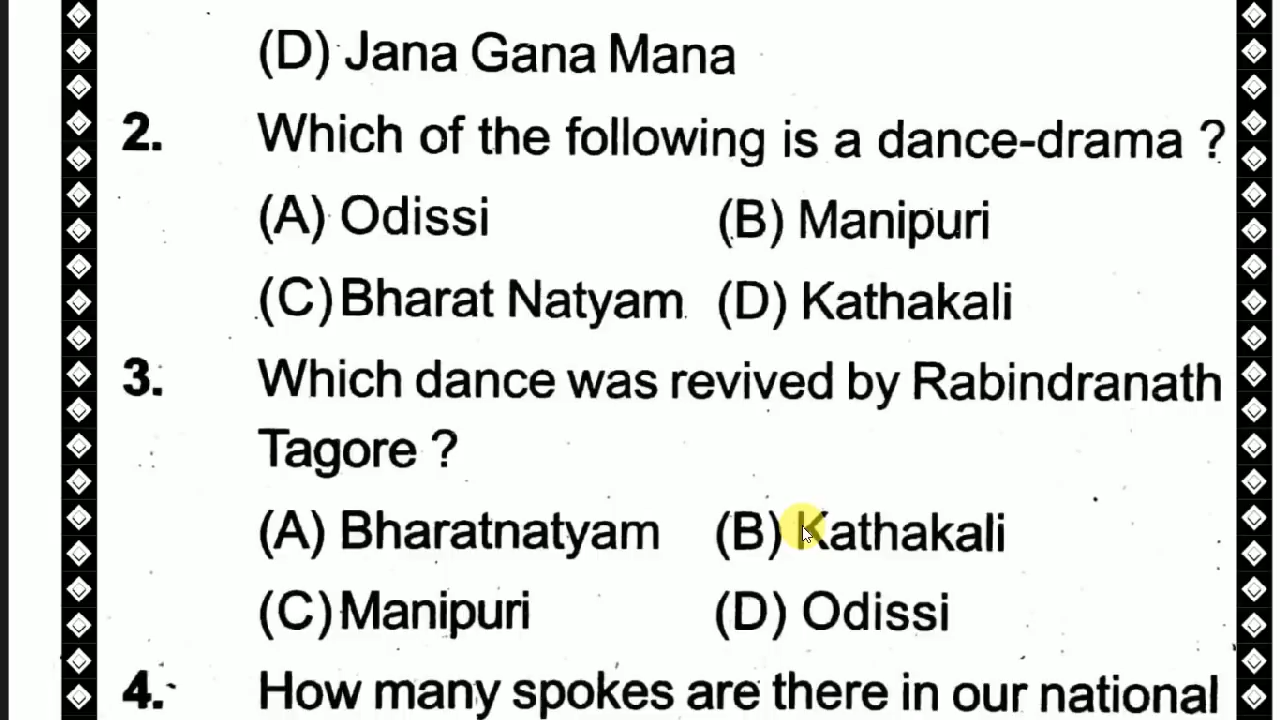 (D) Jana Gana Mana
2. Which of the following is a dance-drama ?
(A) Odissi (B) Manipuri
(C) Bharat Natyam (D) Kathakali
3. Which dance was revived by Rabindranath
Tagore ?
(A) Bharatnatyam (B) Kathakali
(C) Manipuri (D) Odissi
4. How many spokes are there in our national